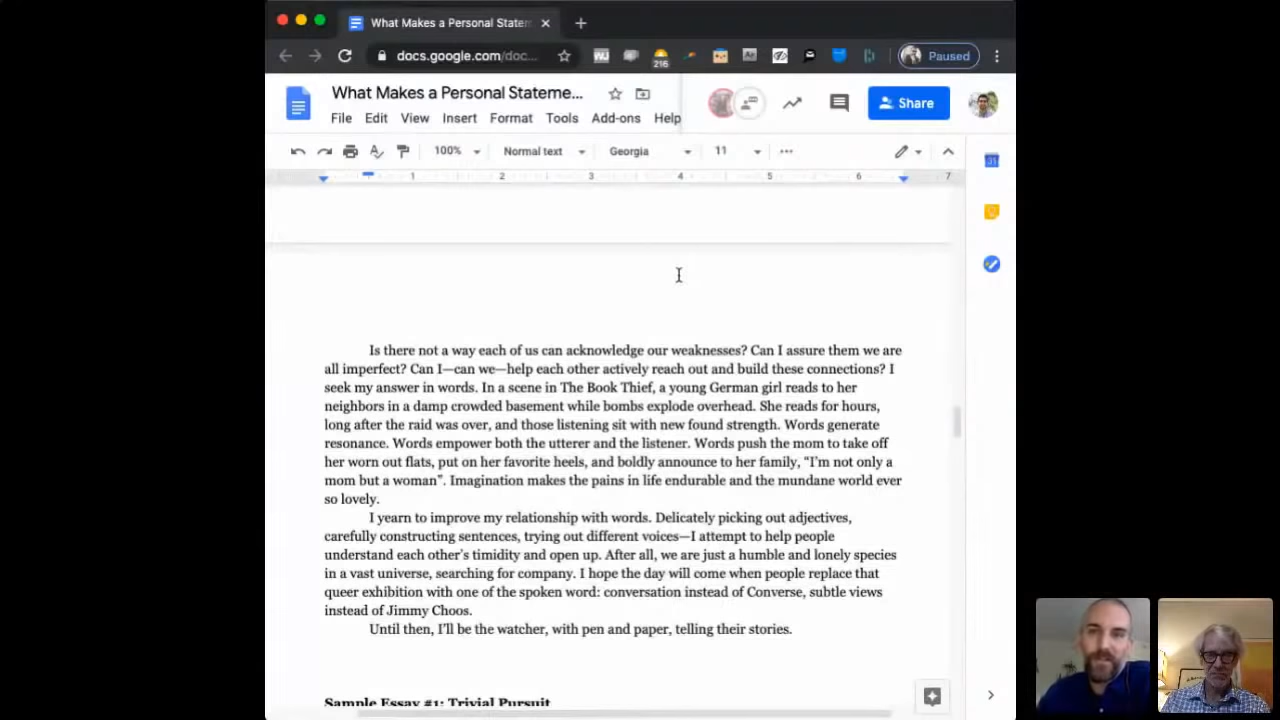 What Makes a Personal Statem
docs.google.com/doc...
216
Paused
What Makes a Personal Stateme...
Share
File Edit View Insert Format Tools Add-ons Help
100% Normal text Georgia 11
1 2 3 4 5 6 7
31
Is there not a way each of us can acknowledge our weaknesses? Can I assure them we are
all imperfect? Can I—can we—help each other actively reach out and build these connections? I
seek my answer in words. In a scene in The Book Thief, a young German girl reads to her
neighbors in a damp crowded basement while bombs explode overhead. She reads for hours,
long after the raid was over, and those listening sit with new found strength. Words generate
resonance. Words empower both the utterer and the listener. Words push the mom to take off
her worn out flats, put on her favorite heels, and boldly announce to her family, “I’m not only a
mom but a woman”. Imagination makes the pains in life endurable and the mundane world ever
so lovely.
I yearn to improve my relationship with words. Delicately picking out adjectives,
carefully constructing sentences, trying out different voices—I attempt to help people
understand each other’s timidity and open up. After all, we are just a humble and lonely species
in a vast universe, searching for company. I hope the day will come when people replace that
queer exhibition with one of the spoken word: conversation instead of Converse, subtle views
instead of Jimmy Choos.
Until then, I’ll be the watcher, with pen and paper, telling their stories.
Sample Essay #1: Trivial Pursuit